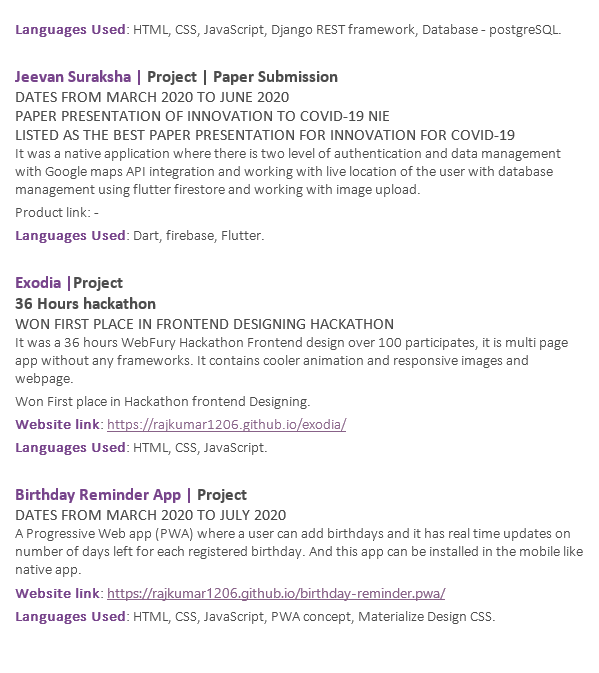 Languages Used: HTML, CSS, JavaScript, Django REST framework, Database - postgreSQL.
Jeevan Suraksha | Project | Paper Submission
DATES FROM MARCH 2020 TO JUNE 2020
PAPER PRESENTATION OF INNOVATION TO COVID-19 NIE
LISTED AS THE BEST PAPER PRESENTATION FOR INNOVATION FOR COVID-19
It was a native application where there is two level of authentication and data management
with Google maps API integration and working with live location of the user with database
management using flutter firestore and working with image upload.
Product link: -
Languages Used: Dart, firebase, Flutter.
Exodia |Project
36 Hours hackathon
WON FIRST PLACE IN FRONTEND DESIGNING HACKATHON
It was a 36 hours WebFury Hackathon Frontend design over 100 participates, it is multi page
app without any frameworks. It contains cooler animation and responsive images and
webpage.
Won First place in Hackathon frontend Designing.
Website link: https://rajkumar1206.github.io/exodia/
Languages Used: HTML, CSS, JavaScript.
Birthday Reminder App | Project
DATES FROM MARCH 2020 TO JULY 2020
A Progressive Web app (PWA) where a user can add birthdays and it has real time updates on
number of days left for each registered birthday. And this app can be installed in the mobile like
native app.
Website link: https://rajkumar1206.github.io/birthday-reminder.pwa/
Languages Used: HTML, CSS, JavaScript, PWA concept, Materialize Design CSS.